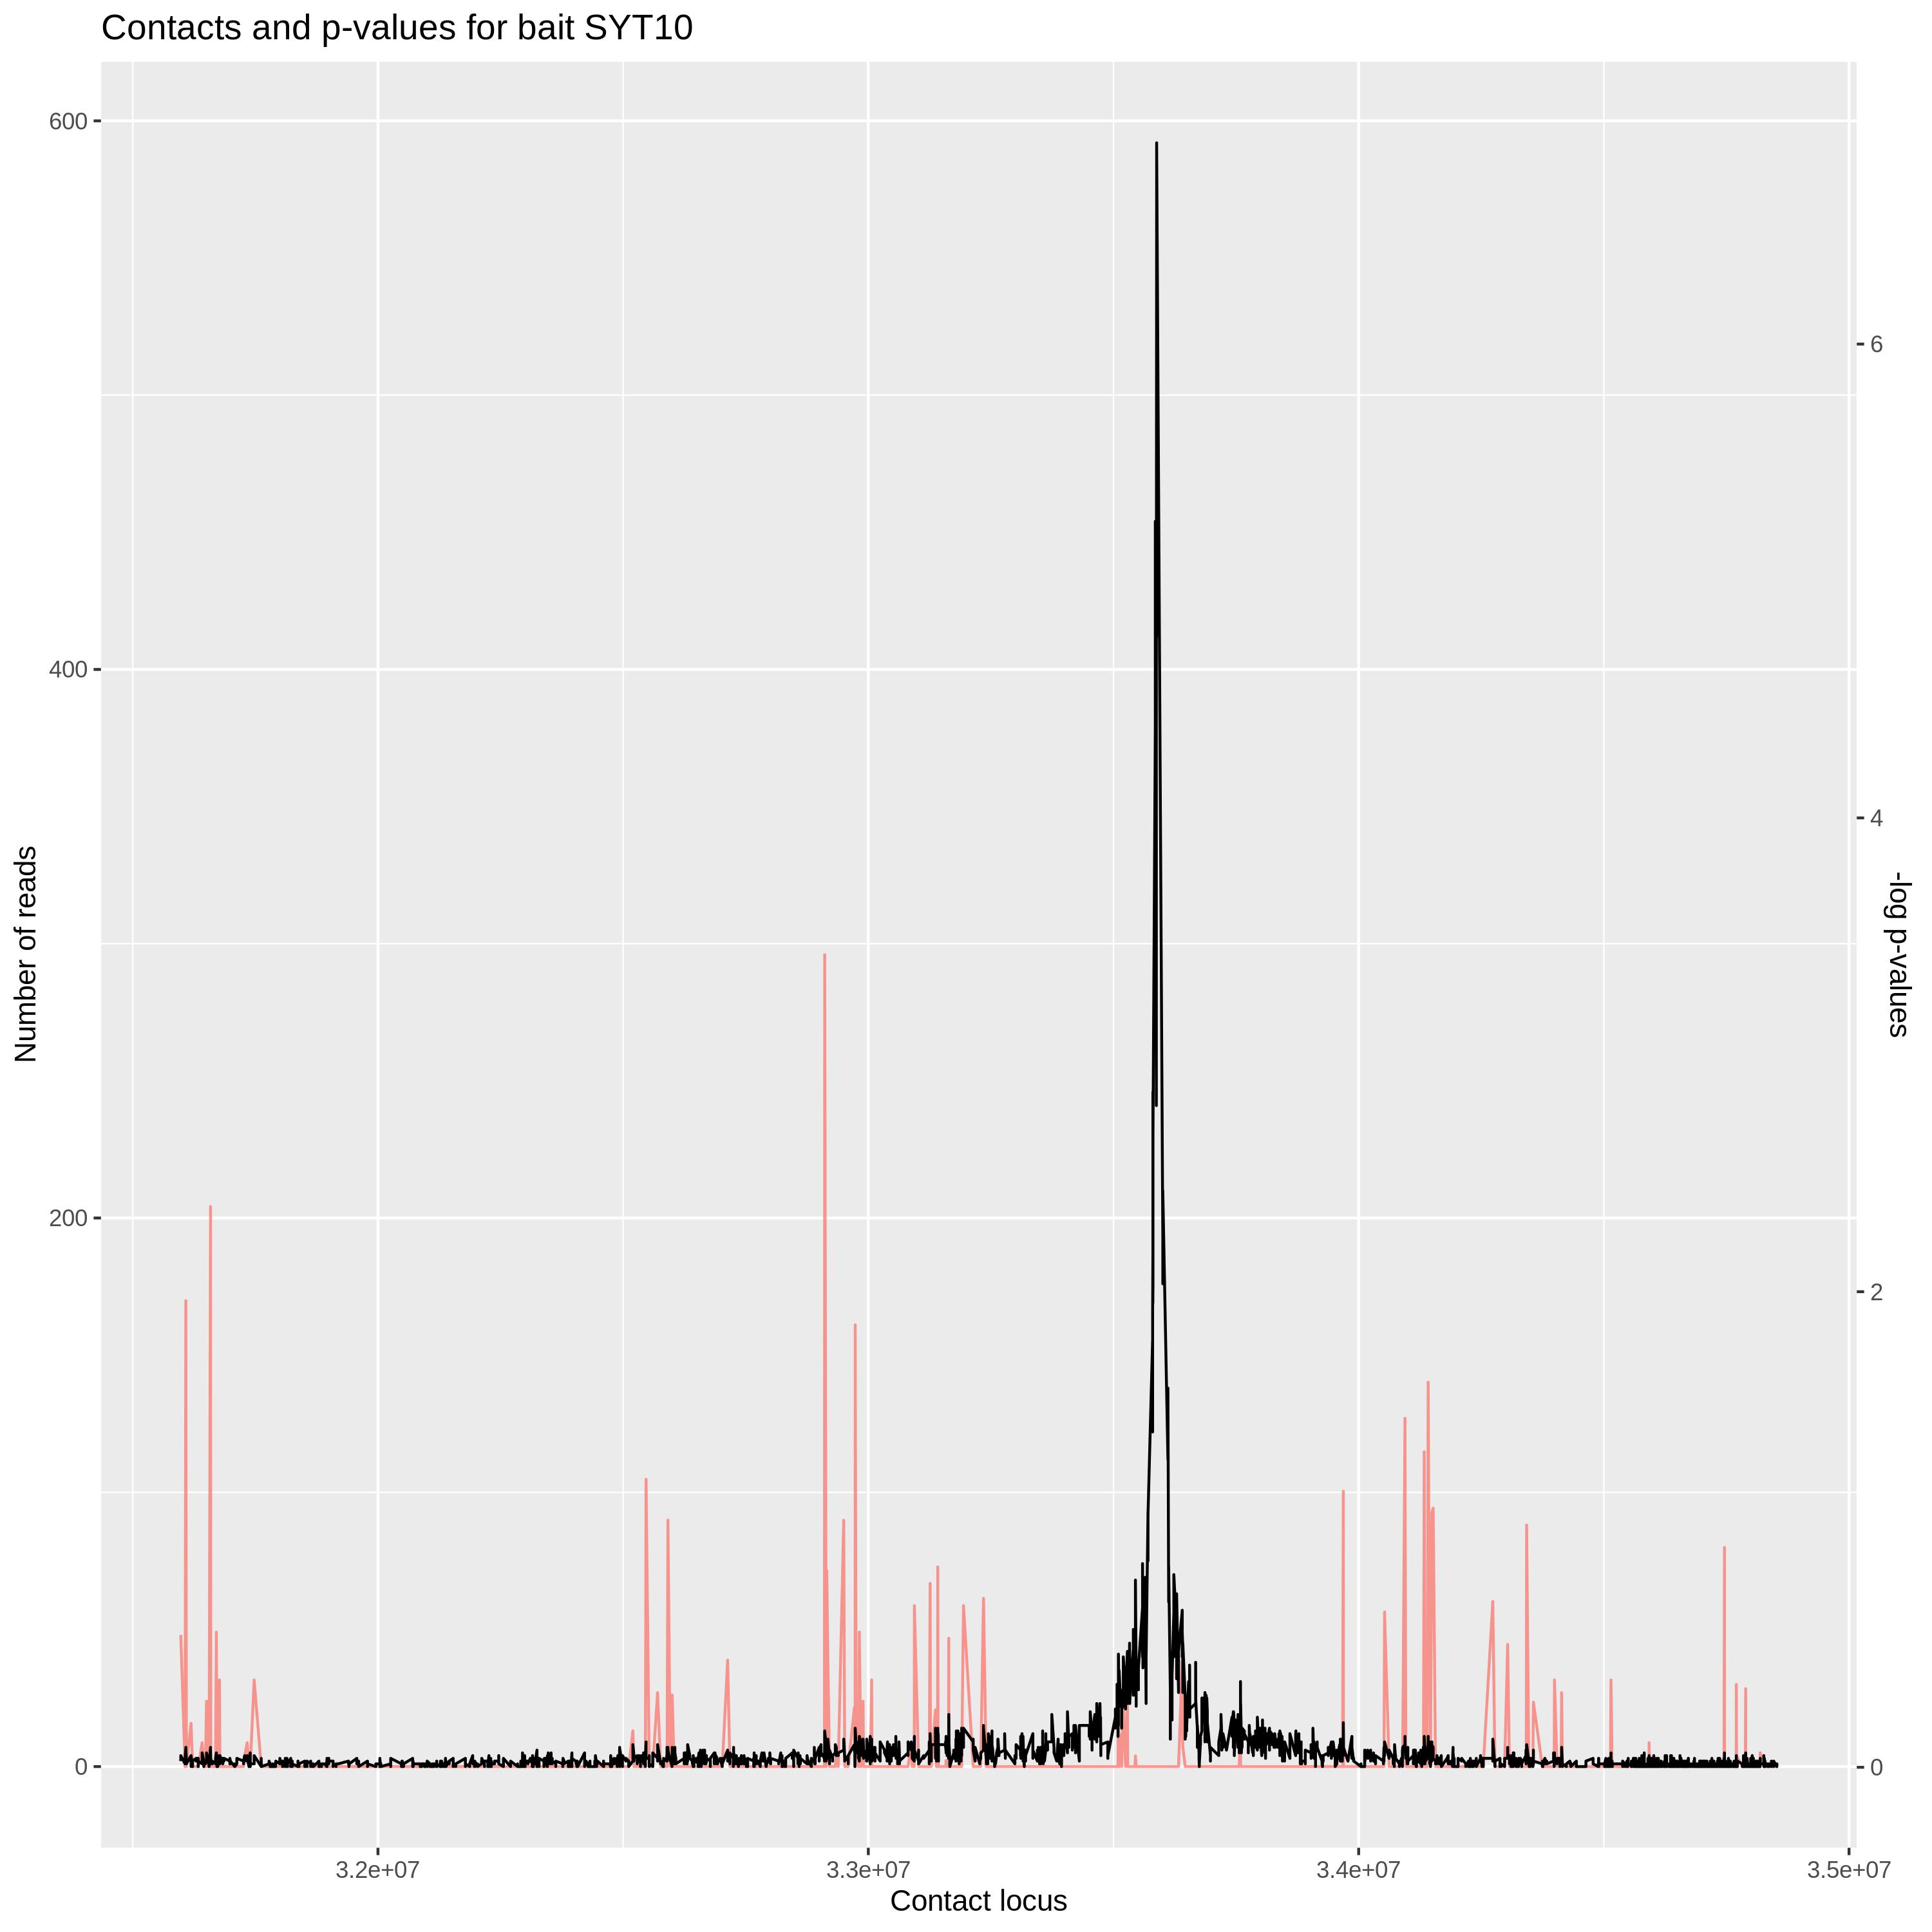 Contacts and p-values for bait SYT10
600
400
200
0
Number of reads
6
4
2
0
-log p-values
3.2e+07
3.3e+07
3.4e+07
3.5e+07
Contact locus